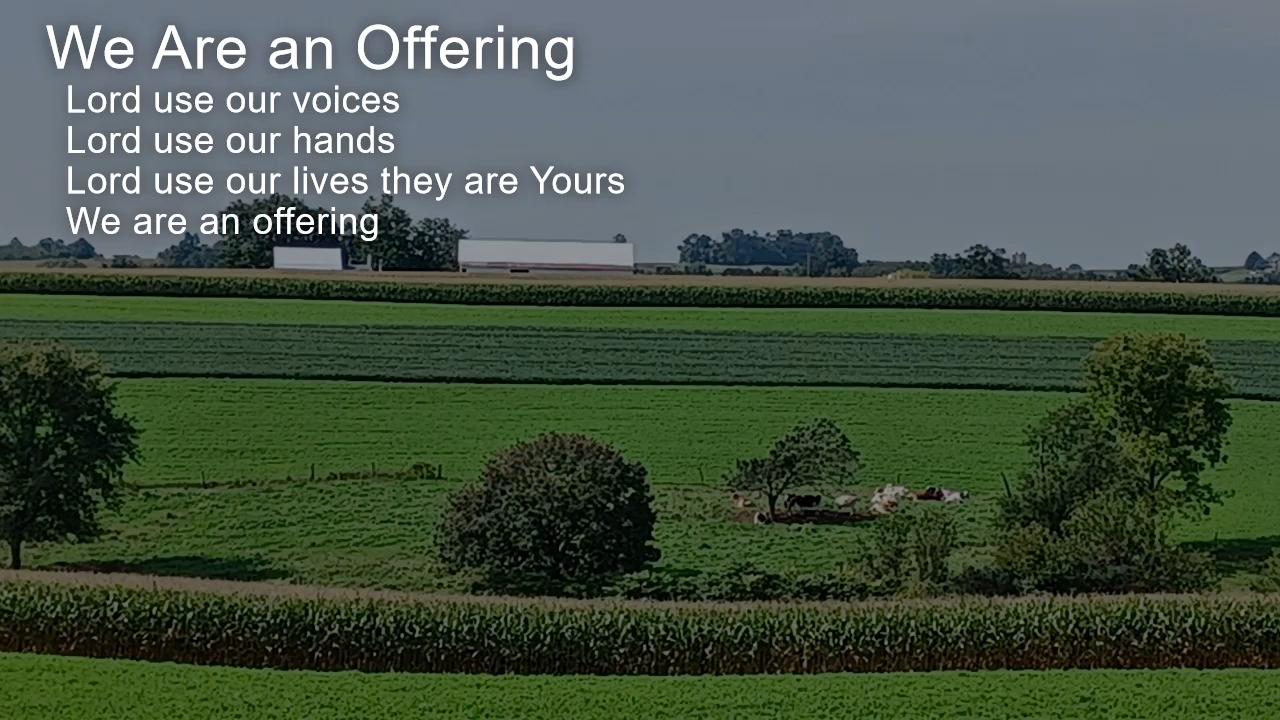 We Are an Offering
Lord use our voices
Lord use our hands
Lord use our lives they are Yours
We are an offering